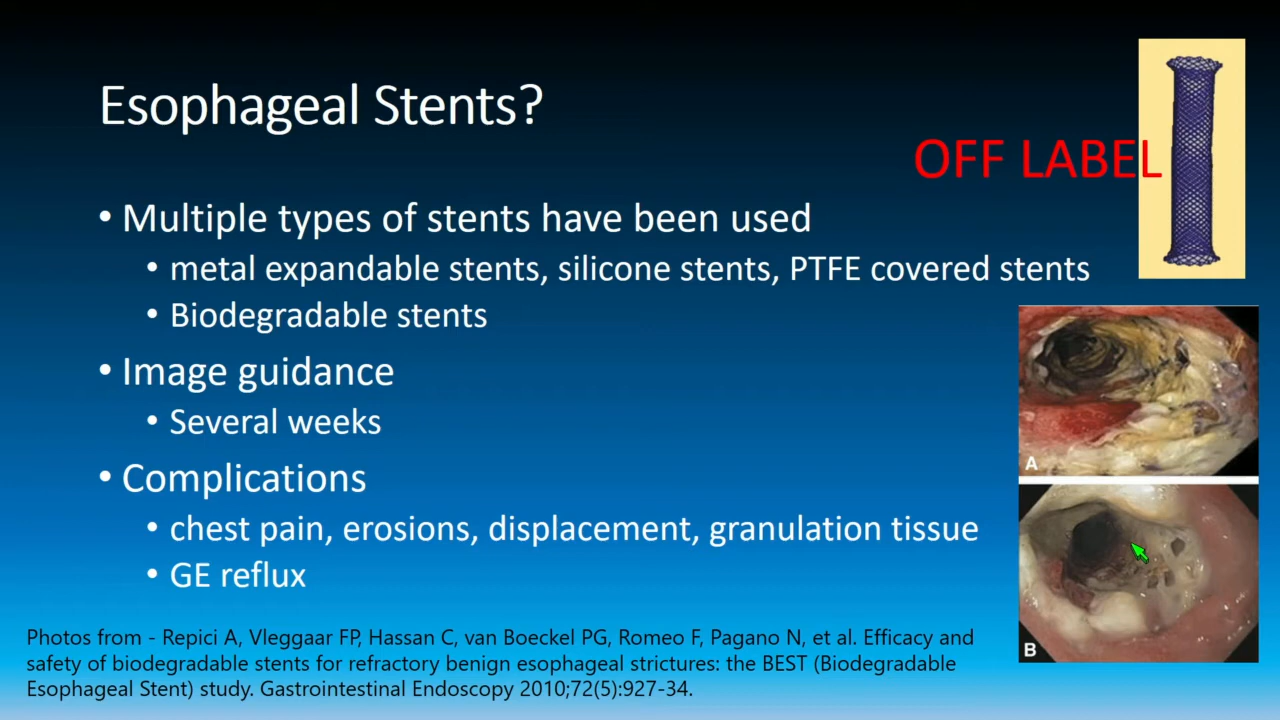 Esophageal Stents?
OFF LABEL
• Multiple types of stents have been used
• metal expandable stents, silicone stents, PTFE covered stents
• Biodegradable stents
• Image guidance
• Several weeks
• Complications
• chest pain, erosions, displacement, granulation tissue
• GE reflux
A
B
Photos from - Repici A, Vleggaar FP, Hassan C, van Boeckel PG, Romeo F, Pagano N, et al. Efficacy and
safety of biodegradable stents for refractory benign esophageal strictures: the BEST (Biodegradable
Esophageal Stent) study. Gastrointestinal Endoscopy 2010;72(5):927-34.